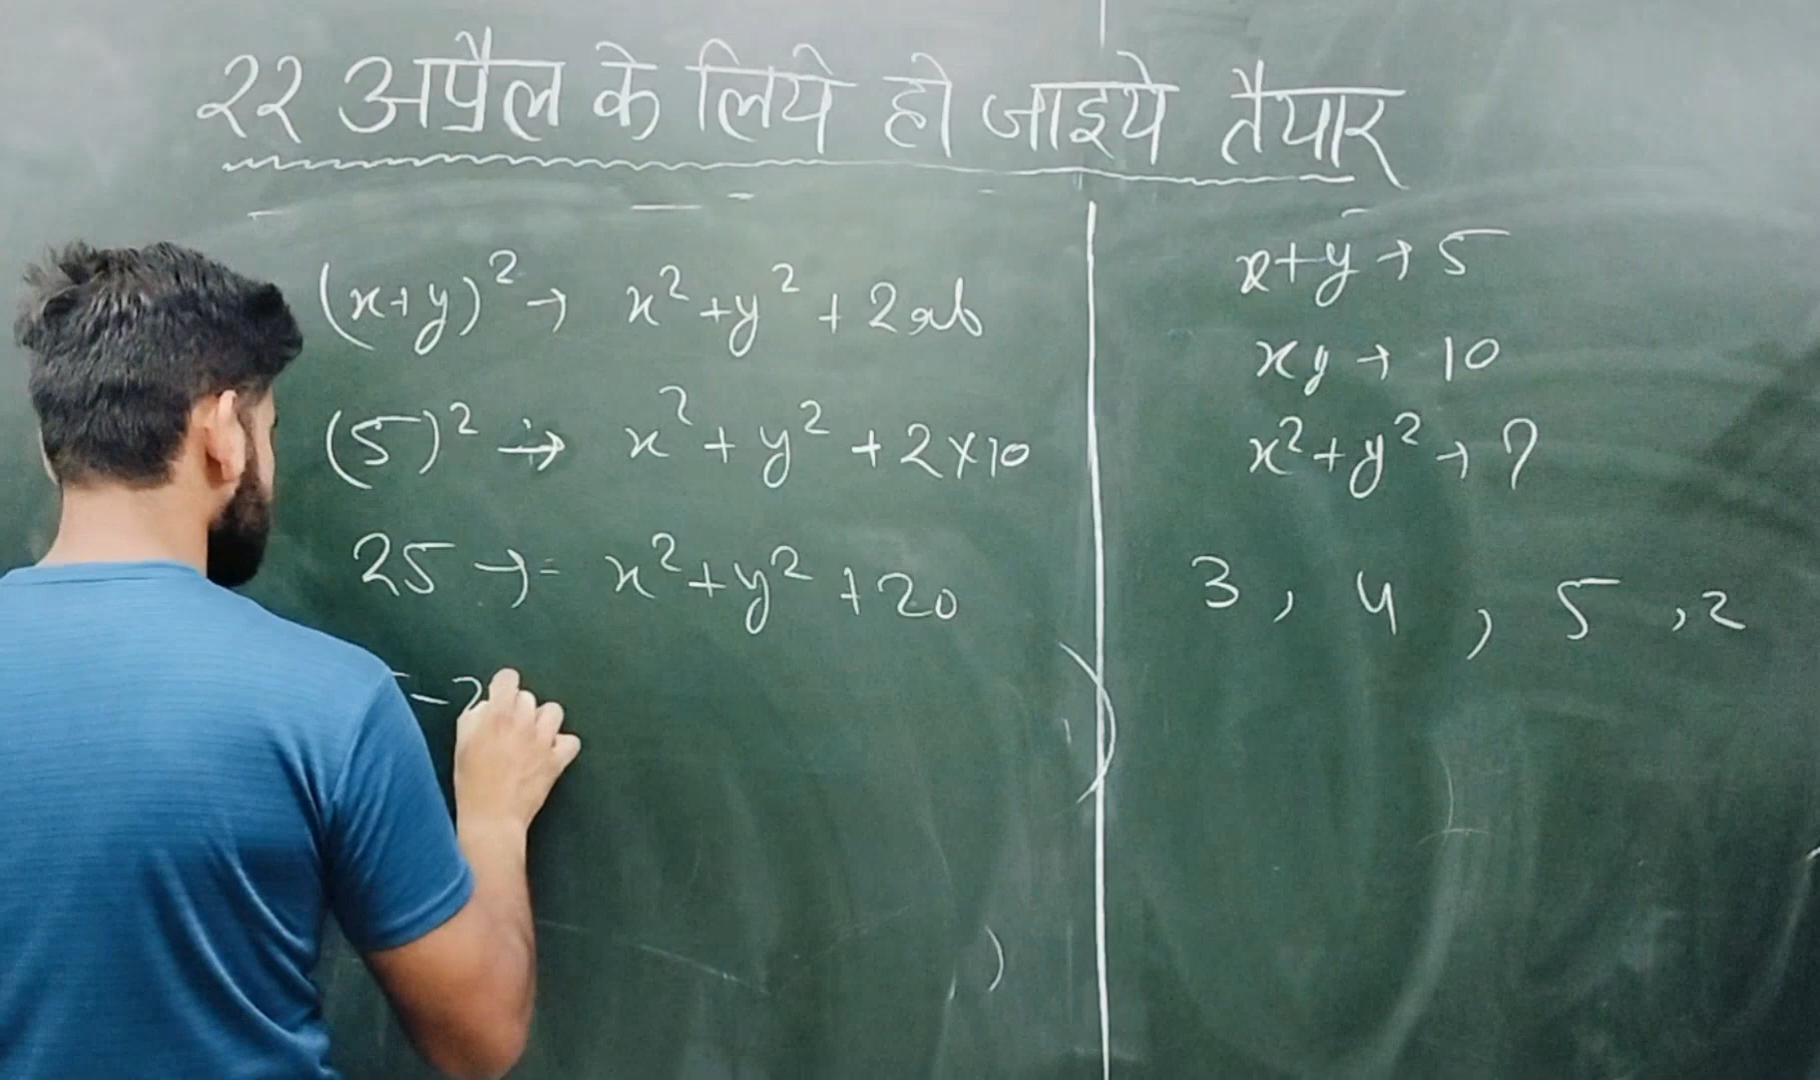 २२ अप्रैल के लिये हो जाइये तैयार
(x+y)² → x²+y² + 2ab
(5)² → x² + y² + 2×10
25 → = x²+y² + 20
- 2
x+y → 5
xy → 10
x²+y² → ?
3 , 4 , 5 , 2